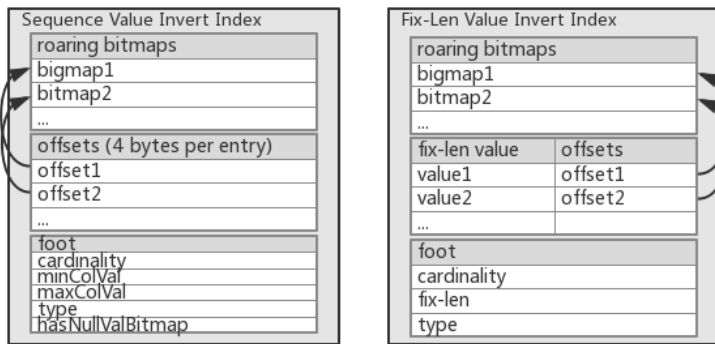 Sequence Value Invert Index
roaring bitmaps
bigmap1
bitmap2
...
offsets (4 bytes per entry)
offset1
offset2
...
foot
cardinality
minColVal
maxColVal
type
hasNullValBitmap
Fix-Len Value Invert Index
roaring bitmaps
bigmap1
bitmap2
...
fix-len value offsets
value1 offset1
value2 offset2
...
foot
cardinality
fix-len
type